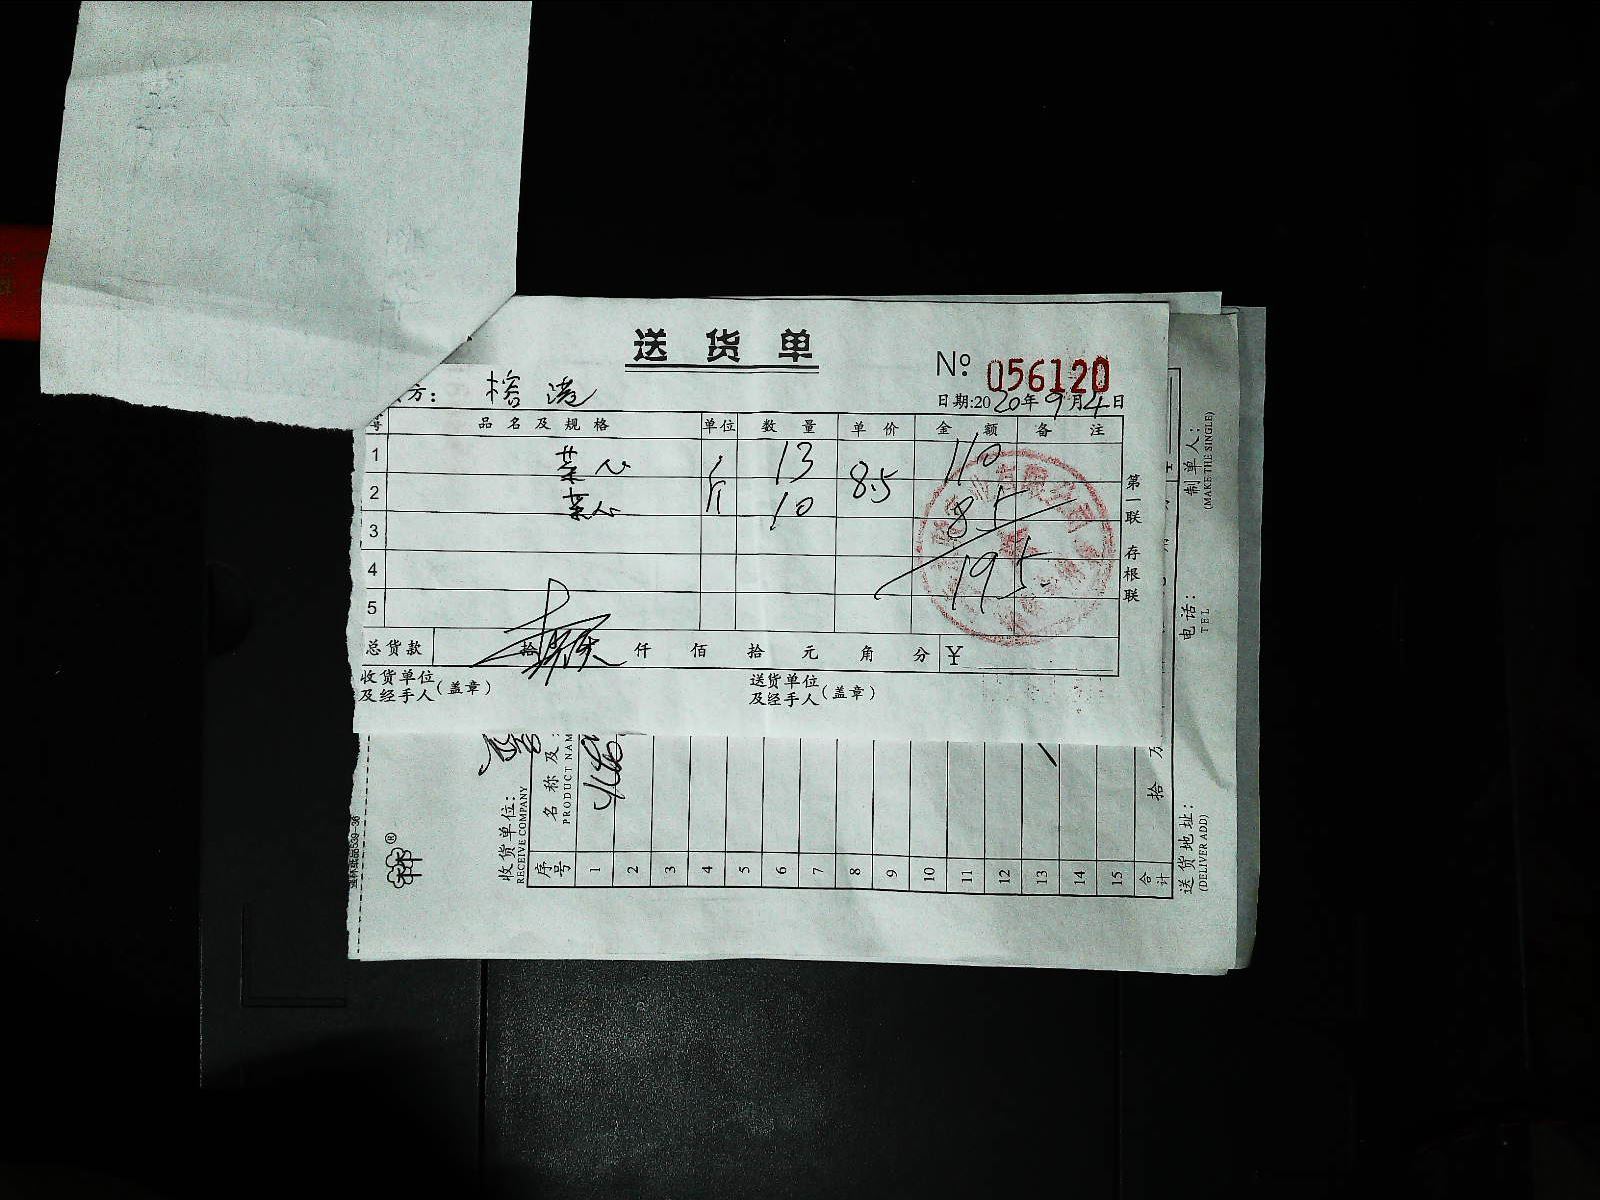 送货单
No 056120
方: 榕港
日期:2020年9月4日
号 品名及规格 单位 数量 单价 金额 备注
1 菜心 斤 13 8.5 110
2 菜心 斤 10 85
3
4 195
5
总货款 拾 仟 佰 拾 元 角 分 ¥
收货单位及经手人(盖章)
送货单位及经手人(盖章)
第一联 存根联
收货单位:
RECEIVE COMPANY
序号 名称及
PRODUCT NAM
1
2
3
4
5
6
7
8
9
10
11
12
13
14
15
合计 拾 万
制单人:
(MAKE THE SINGLE)
电话:
TEL
送货地址:
(DELIVER ADD)
®